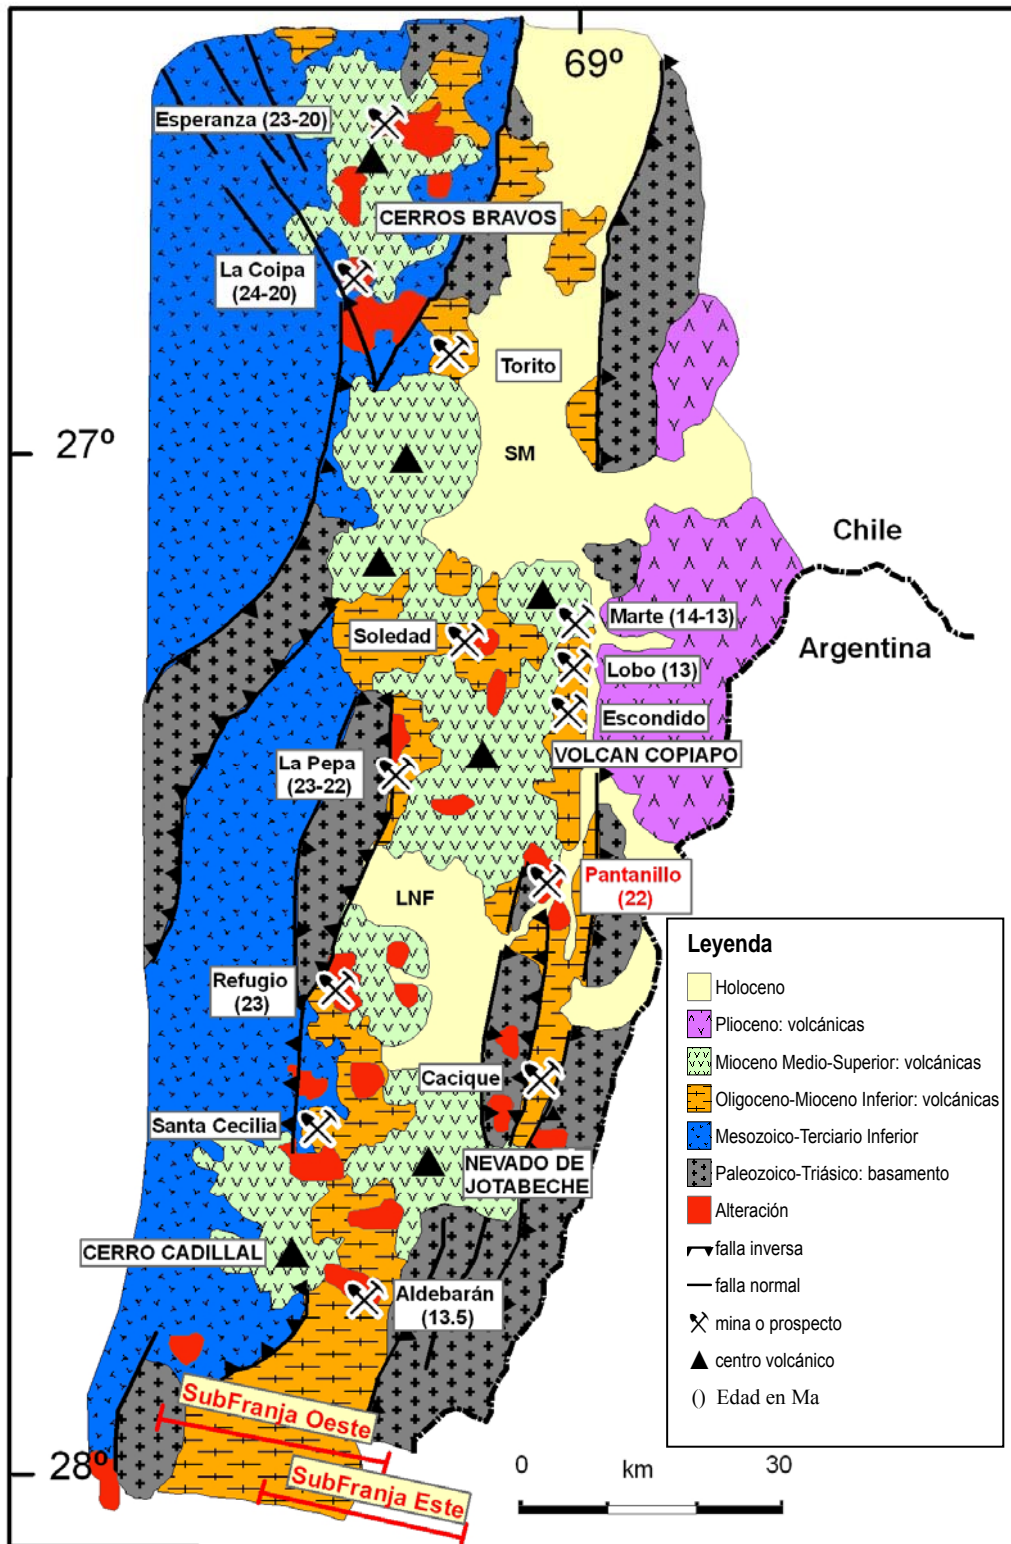 69º
Esperanza (23-20)
CERROS BRAVOS
La Coipa
(24-20)
Torito
27º
SM
Chile
Argentina
Marte (14-13)
Soledad
Lobo (13)
Escondido
VOLCAN COPIAPO
La Pepa
(23-22)
Pantanillo
(22)
LNF
Refugio
(23)
Cacique
Santa Cecilia
NEVADO DE
JOTABECHE
CERRO CADILLAL
Aldebarán
(13.5)
SubFranja Oeste
SubFranja Este
28º
0 km 30
Leyenda
Holoceno
Plioceno: volcánicas
Mioceno Medio-Superior: volcánicas
Oligoceno-Mioceno Inferior: volcánicas
Mesozoico-Terciario Inferior
Paleozoico-Triásico: basamento
Alteración
falla inversa
falla normal
mina o prospecto
centro volcánico
() Edad en Ma